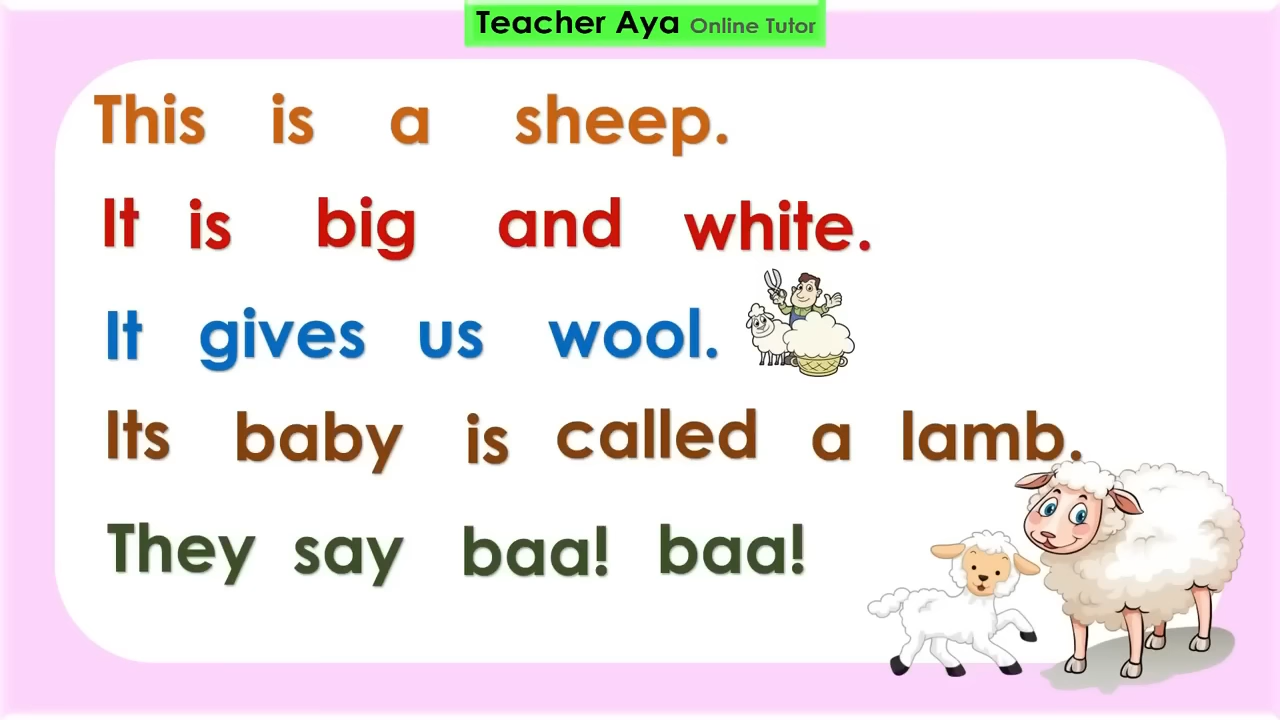 Teacher Aya Online Tutor
This is a sheep.
It is big and white.
It gives us wool.
Its baby is called a lamb.
They say baa! baa!